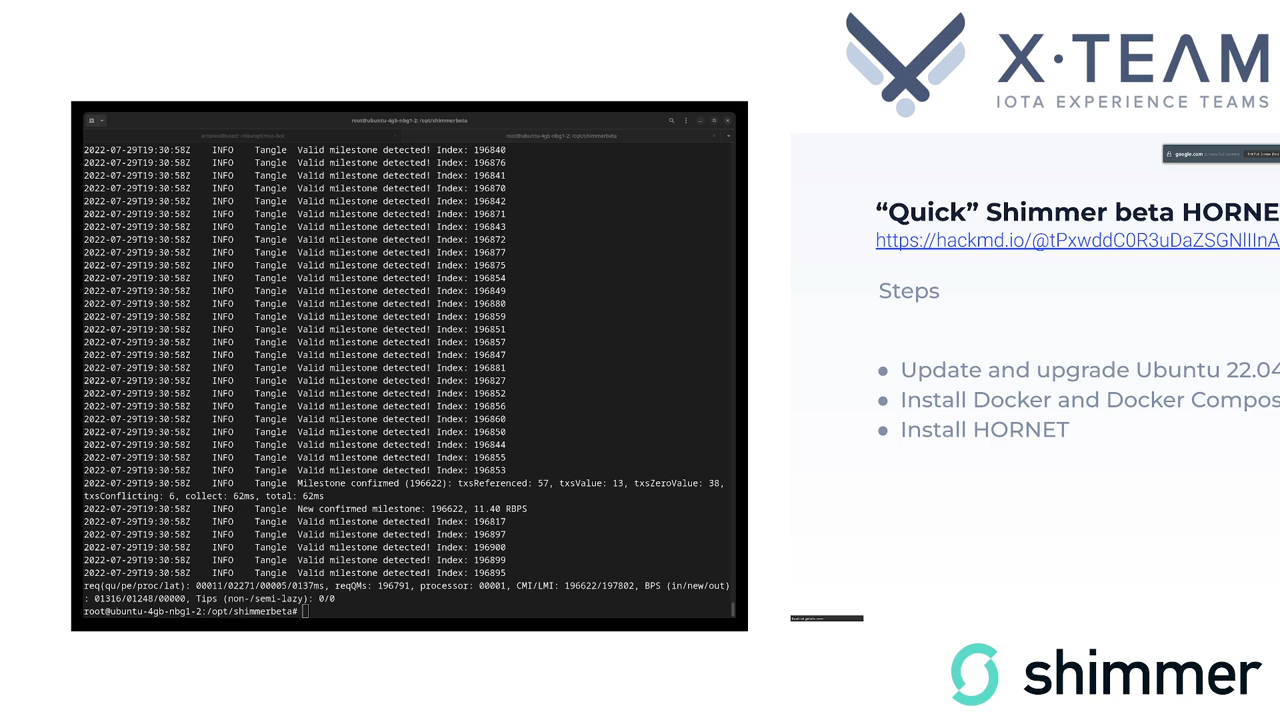 root@ubuntu-4gb-nbg1-2: /opt/shimmerbeta
root@ubuntu-4gb-nbg1-2: /opt/shimmerbeta
2022-07-29T19:30:58Z INFO Tangle Valid milestone detected! Index: 196840
2022-07-29T19:30:58Z INFO Tangle Valid milestone detected! Index: 196876
2022-07-29T19:30:58Z INFO Tangle Valid milestone detected! Index: 196841
2022-07-29T19:30:58Z INFO Tangle Valid milestone detected! Index: 196870
2022-07-29T19:30:58Z INFO Tangle Valid milestone detected! Index: 196842
2022-07-29T19:30:58Z INFO Tangle Valid milestone detected! Index: 196871
2022-07-29T19:30:58Z INFO Tangle Valid milestone detected! Index: 196843
2022-07-29T19:30:58Z INFO Tangle Valid milestone detected! Index: 196872
2022-07-29T19:30:58Z INFO Tangle Valid milestone detected! Index: 196877
2022-07-29T19:30:58Z INFO Tangle Valid milestone detected! Index: 196875
2022-07-29T19:30:58Z INFO Tangle Valid milestone detected! Index: 196854
2022-07-29T19:30:58Z INFO Tangle Valid milestone detected! Index: 196849
2022-07-29T19:30:58Z INFO Tangle Valid milestone detected! Index: 196880
2022-07-29T19:30:58Z INFO Tangle Valid milestone detected! Index: 196859
2022-07-29T19:30:58Z INFO Tangle Valid milestone detected! Index: 196851
2022-07-29T19:30:58Z INFO Tangle Valid milestone detected! Index: 196857
2022-07-29T19:30:58Z INFO Tangle Valid milestone detected! Index: 196847
2022-07-29T19:30:58Z INFO Tangle Valid milestone detected! Index: 196881
2022-07-29T19:30:58Z INFO Tangle Valid milestone detected! Index: 196827
2022-07-29T19:30:58Z INFO Tangle Valid milestone detected! Index: 196852
2022-07-29T19:30:58Z INFO Tangle Valid milestone detected! Index: 196856
2022-07-29T19:30:58Z INFO Tangle Valid milestone detected! Index: 196860
2022-07-29T19:30:58Z INFO Tangle Valid milestone detected! Index: 196850
2022-07-29T19:30:58Z INFO Tangle Valid milestone detected! Index: 196844
2022-07-29T19:30:58Z INFO Tangle Valid milestone detected! Index: 196855
2022-07-29T19:30:58Z INFO Tangle Valid milestone detected! Index: 196853
2022-07-29T19:30:58Z INFO Tangle Milestone confirmed (196622): txsReferenced: 57, txsValue: 13, txsZeroValue: 38,
txsConflicting: 6, collect: 62ms, total: 62ms
2022-07-29T19:30:58Z INFO Tangle New confirmed milestone: 196622, 11.40 RBPS
2022-07-29T19:30:58Z INFO Tangle Valid milestone detected! Index: 196817
2022-07-29T19:30:58Z INFO Tangle Valid milestone detected! Index: 196897
2022-07-29T19:30:58Z INFO Tangle Valid milestone detected! Index: 196900
2022-07-29T19:30:58Z INFO Tangle Valid milestone detected! Index: 196899
2022-07-29T19:30:58Z INFO Tangle Valid milestone detected! Index: 196895
req(qu/pe/proc/lat): 00011/02271/00005/0137ms, reqQMs: 196791, processor: 00001, CMI/LMI: 196622/197802, BPS (in/new/out)
: 01316/01248/00000, Tips (non-/semi-lazy): 0/0
root@ubuntu-4gb-nbg1-2:/opt/shimmerbeta#
X·TEAM
IOTA EXPERIENCE TEAMS
google.com
“Quick” Shimmer beta HORNE
https://hackmd.io/@tPxwddC0R3uDaZSGNlIInA
Steps
● Update and upgrade Ubuntu 22.04
● Install Docker and Docker Compos
● Install HORNET
shimmer